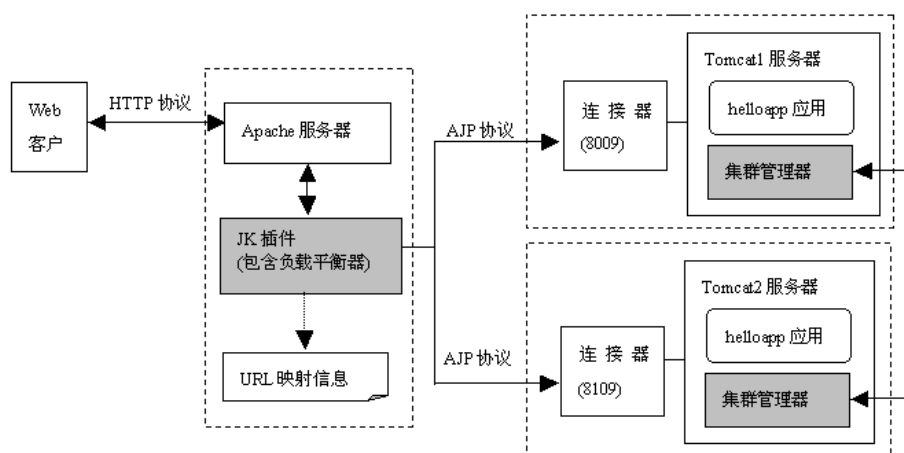 Web
客户
HTTP 协议
Apache 服务器
JK 插件
(包含负载平衡器)
URL 映射信息
AJP 协议
连接器
(8009)
Tomcat1 服务器
helloapp 应用
集群管理器
AJP 协议
连接器
(8109)
Tomcat2 服务器
helloapp 应用
集群管理器